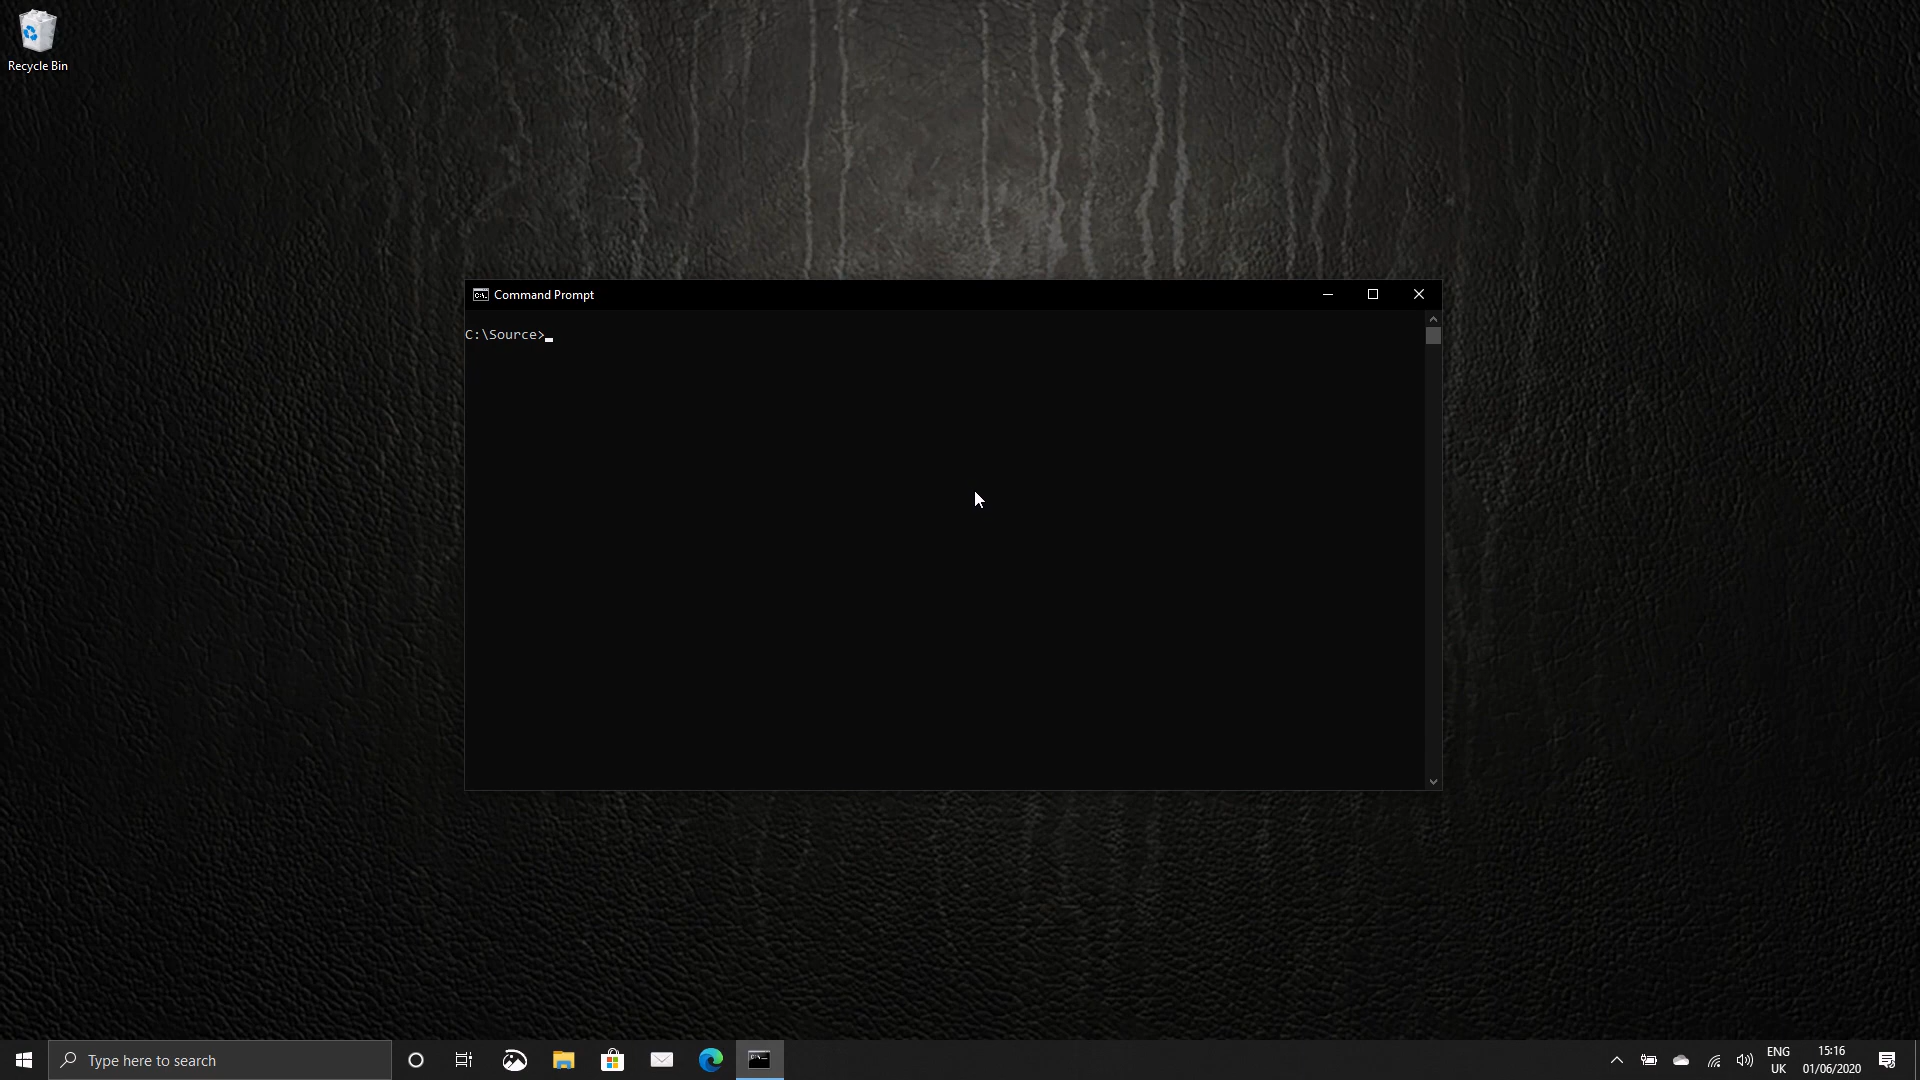 Recycle Bin
Command Prompt
C:\Source>
Type here to search
ENG
UK
15:16
01/06/2020